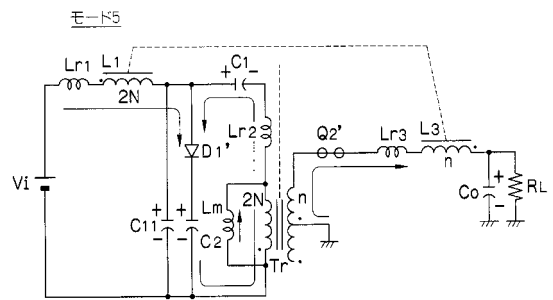 モード5
Lr1 L1
2N
+ C1 -
Lr2
D1'
Q2'
Lr3
L3
n
Vi
+ C11 -
+ C2 -
Lm
2N
n
Tr
Co + -
RL